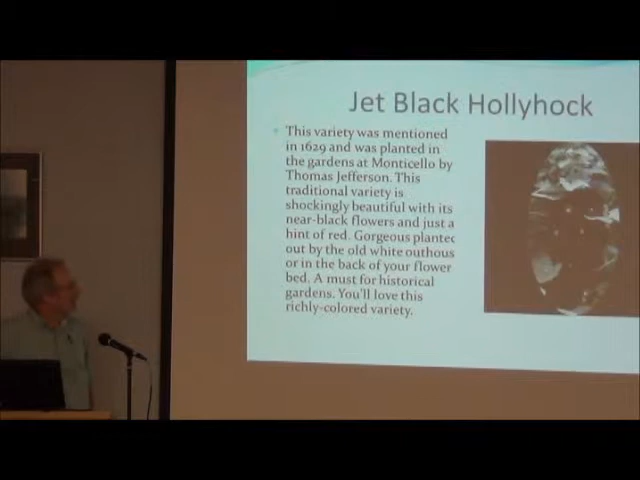 Jet Black Hollyhock
This variety was mentioned
in 1629 and was planted in
the gardens at Monticello by
Thomas Jefferson. This
traditional variety is
shockingly beautiful with its
near-black flowers and just a
hint of red. Gorgeous planted
out by the old white outhouse
or in the back of your flower
bed. A must for historical
gardens. You'll love this
richly-colored variety.